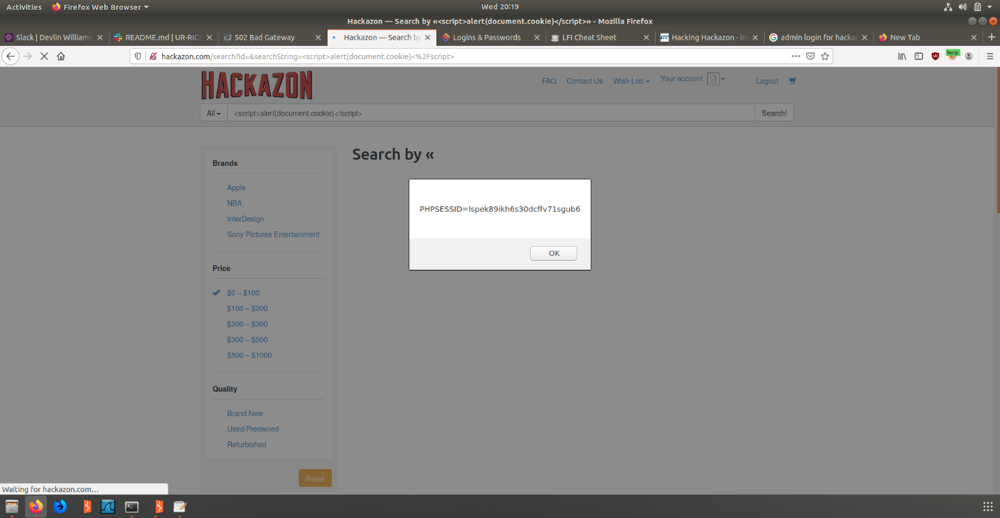 Activities Firefox Web Browser Wed 20:19
Hackazon — Search by «<script>alert(document.cookie)</script>» - Mozilla Firefox
Slack | Devlin Williams README.md | UR-RICH 502 Bad Gateway Hackazon — Search by Logins & Passwords LFI Cheat Sheet Hacking Hackazon - admin login for hackaz New Tab
hackazon.com/search?id=&searchString=<script>alert(document.cookie)<%2Fscript> burp
HACKAZON FAQ Contact Us Wish List Your account Logout
All <script>alert(document.cookie)</script> Search!
Search by «
Brands
Apple
NBA
InterDesign
Sony Pictures Entertainment
PHPSESSID=lspek89ikh6s30dcffv71sgub6
OK
Price
$0 – $100
$100 – $200
$200 – $300
$300 – $500
$500 – $1000
Quality
Brand New
Used/Preowned
Refurbished
Reset
Waiting for hackazon.com…